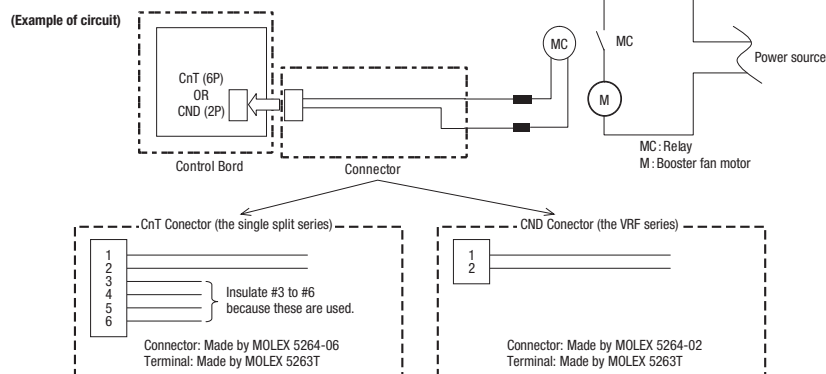 (Example of circuit)
CnT (6P)
OR
CND (2P)
Control Bord
Connector
MC
MC
M
Power source
MC : Relay
M : Booster fan motor
CnT Conector (the single split series)
1
2
3
4
5
6
Insulate #3 to #6
because these are used.
Connector: Made by MOLEX 5264-06
Terminal: Made by MOLEX 5263T
CND Conector (the VRF series)
1
2
Connector: Made by MOLEX 5264-02
Terminal: Made by MOLEX 5263T